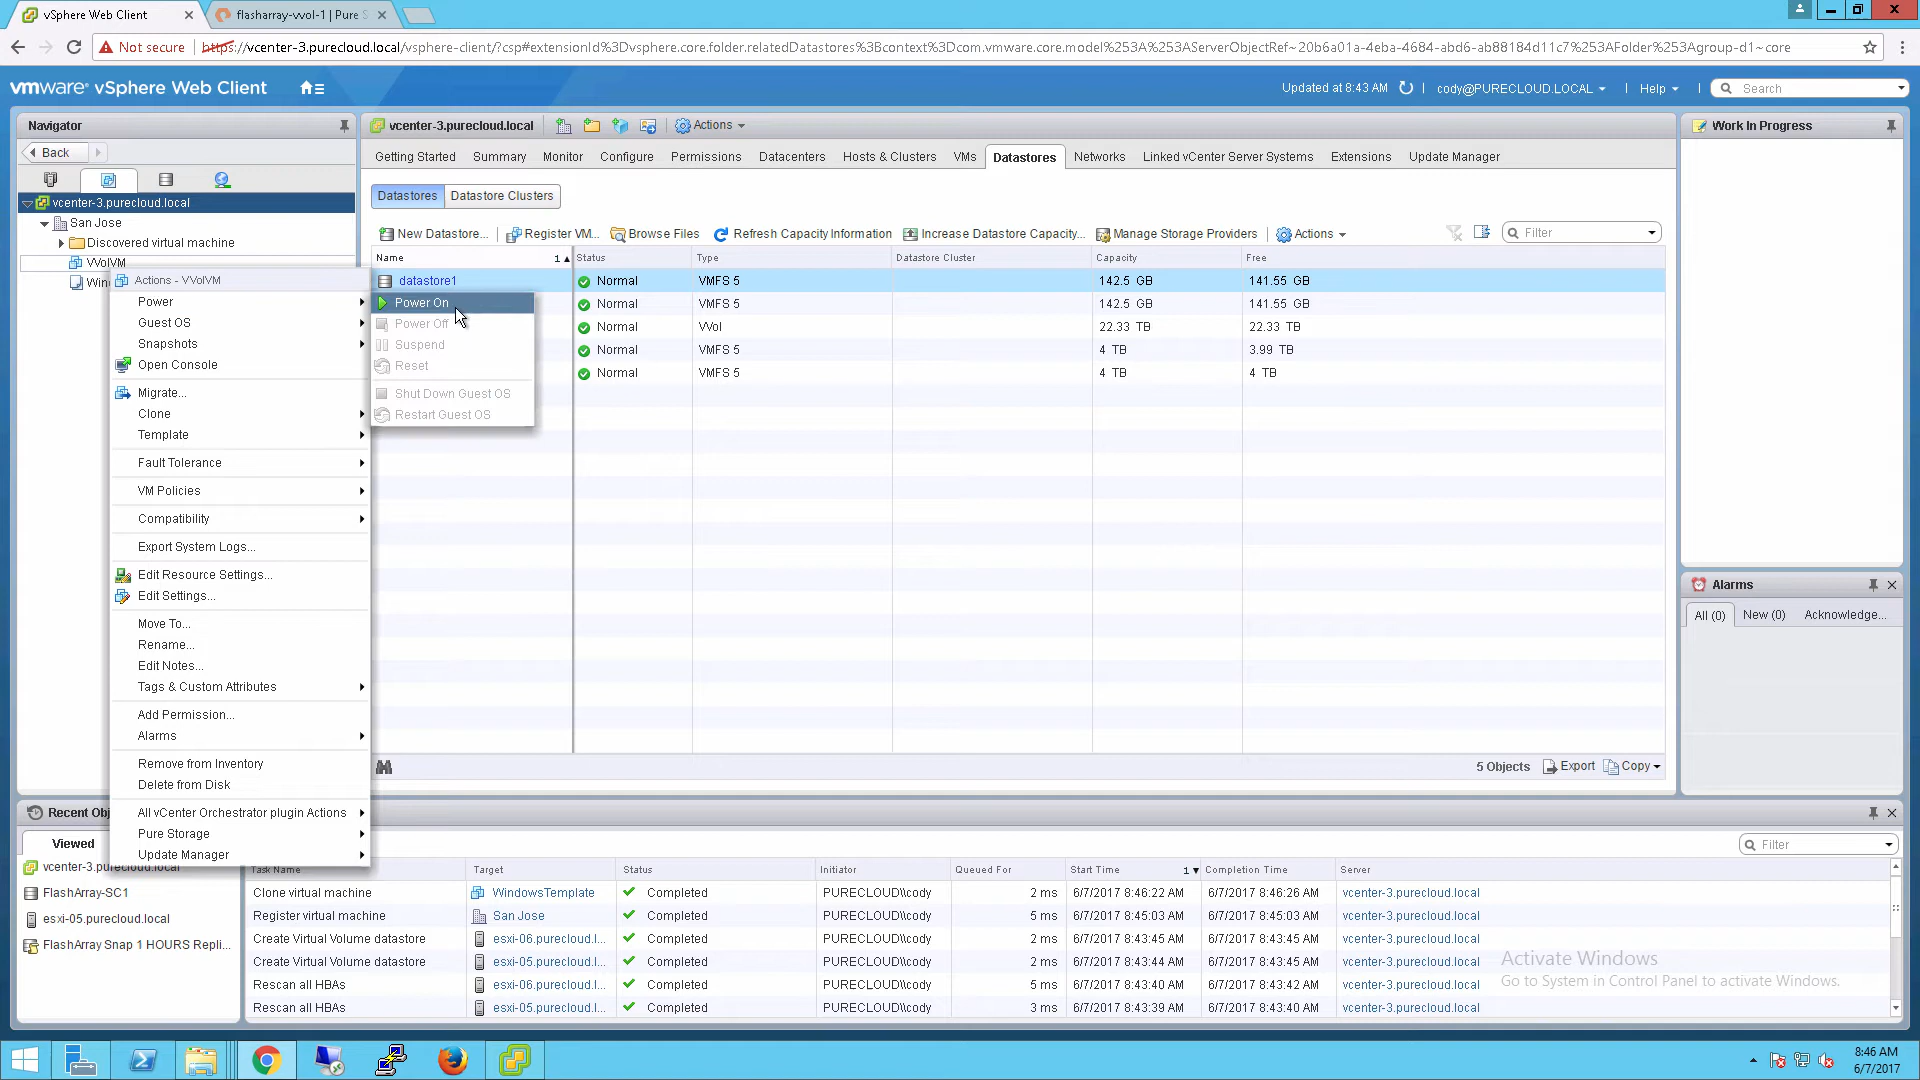 vSphere Web Client
flasharray-vvol-1 | Pure S
Not secure | https://vcenter-3.purecloud.local/vsphere-client/?csp#extensionId%3Dvsphere.core.folder.relatedDatastores%3Bcontext%3Dcom.vmware.core.model%253A%253AServerObjectRef~20b6a01a-4eba-4684-abd6-ab88184d11c7%253AFolder%253Agroup-d1~core
vmware® vSphere Web Client
Updated at 8:43 AM | cody@PURECLOUD.LOCAL | Help | Search
Navigator
Back
vcenter-3.purecloud.local
San Jose
Discovered virtual machine
VVolVM
Win
Actions - VVolVM
Power
Guest OS
Snapshots
Open Console
Migrate...
Clone
Template
Fault Tolerance
VM Policies
Compatibility
Export System Logs...
Edit Resource Settings...
Edit Settings...
Move To...
Rename...
Edit Notes...
Tags & Custom Attributes
Add Permission...
Alarms
Remove from Inventory
Delete from Disk
All vCenter Orchestrator plugin Actions
Pure Storage
Update Manager
Power On
Power Off
Suspend
Reset
Shut Down Guest OS
Restart Guest OS
vcenter-3.purecloud.local Actions
Getting Started Summary Monitor Configure Permissions Datacenters Hosts & Clusters VMs Datastores Networks Linked vCenter Server Systems Extensions Update Manager
Datastores Datastore Clusters
New Datastore... Register VM... Browse Files Refresh Capacity Information Increase Datastore Capacity... Manage Storage Providers Actions Filter
Name 1 Status Type Datastore Cluster Capacity Free
datastore1 Normal VMFS 5 142.5 GB 141.55 GB
Normal VMFS 5 142.5 GB 141.55 GB
Normal VVol 22.33 TB 22.33 TB
Normal VMFS 5 4 TB 3.99 TB
Normal VMFS 5 4 TB 4 TB
5 Objects Export Copy
Work In Progress
Alarms
All (0) New (0) Acknowledge...
Recent Obj
Viewed
vcenter-3.purecloud.local
FlashArray-SC1
esxi-05.purecloud.local
FlashArray Snap 1 HOURS Repli...
Filter
Task Name Target Status Initiator Queued For Start Time 1 Completion Time Server
Clone virtual machine WindowsTemplate Completed PURECLOUD\\cody 2 ms 6/7/2017 8:46:22 AM 6/7/2017 8:46:26 AM vcenter-3.purecloud.local
Register virtual machine San Jose Completed PURECLOUD\\cody 5 ms 6/7/2017 8:45:03 AM 6/7/2017 8:45:03 AM vcenter-3.purecloud.local
Create Virtual Volume datastore esxi-06.purecloud.l... Completed PURECLOUD\\cody 2 ms 6/7/2017 8:43:45 AM 6/7/2017 8:43:45 AM vcenter-3.purecloud.local
Create Virtual Volume datastore esxi-05.purecloud.l... Completed PURECLOUD\\cody 2 ms 6/7/2017 8:43:44 AM 6/7/2017 8:43:45 AM vcenter-3.purecloud.local
Rescan all HBAs esxi-06.purecloud.l... Completed PURECLOUD\\cody 5 ms 6/7/2017 8:43:40 AM 6/7/2017 8:43:42 AM vcenter-3.purecloud.local
Rescan all HBAs esxi-05.purecloud.l... Completed PURECLOUD\\cody 3 ms 6/7/2017 8:43:39 AM 6/7/2017 8:43:40 AM vcenter-3.purecloud.local
Activate Windows
Go to System in Control Panel to activate Windows.
8:46 AM
6/7/2017